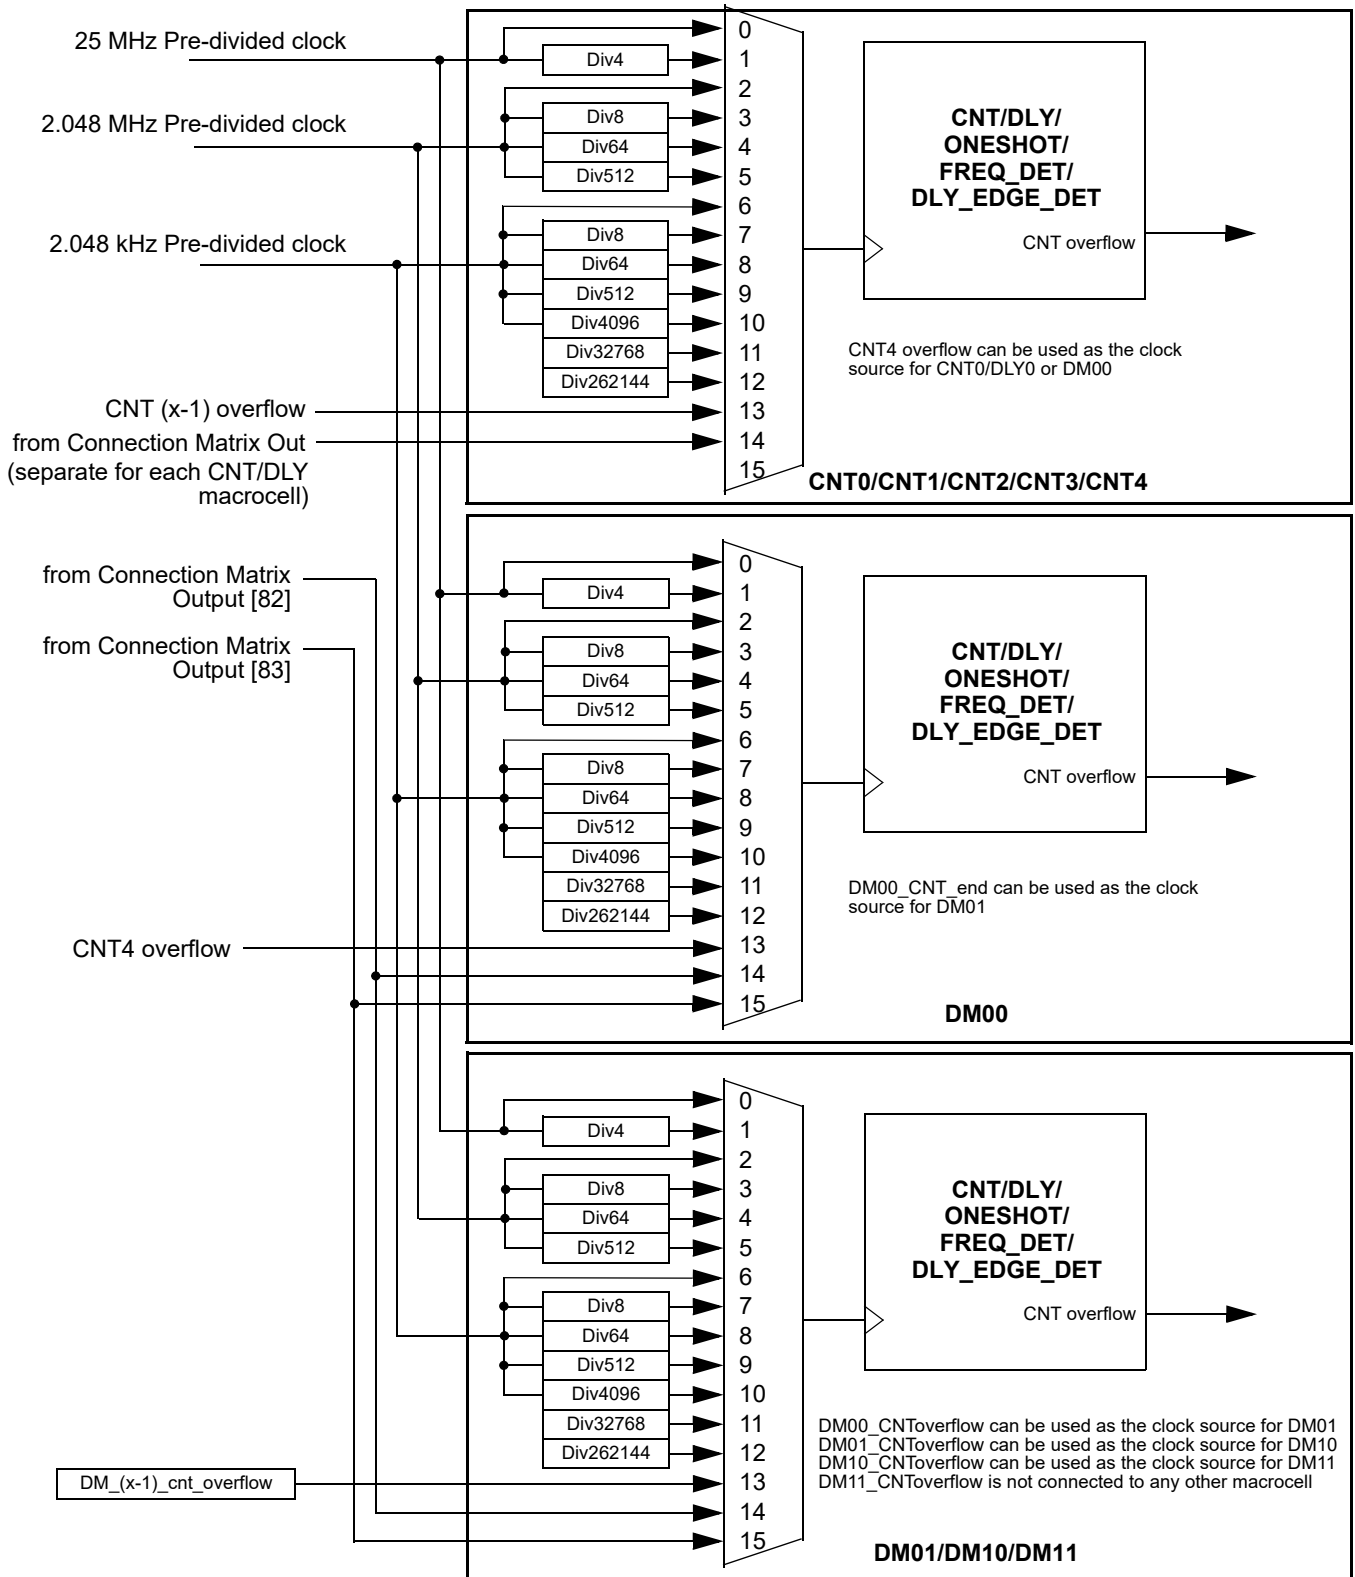 25 MHz Pre-divided clock
2.048 MHz Pre-divided clock
2.048 kHz Pre-divided clock
CNT (x-1) overflow
from Connection Matrix Out
(separate for each CNT/DLY
macrocell)
Div4
Div8
Div64
Div512
Div8
Div64
Div512
Div4096
Div32768
Div262144
0
1
2
3
4
5
6
7
8
9
10
11
12
13
14
15
CNT/DLY/
ONESHOT/
FREQ_DET/
DLY_EDGE_DET
CNT overflow
CNT4 overflow can be used as the clock
source for CNT0/DLY0 or DM00
CNT0/CNT1/CNT2/CNT3/CNT4
from Connection Matrix
Output [82]
from Connection Matrix
Output [83]
CNT4 overflow
Div4
Div8
Div64
Div512
Div8
Div64
Div512
Div4096
Div32768
Div262144
0
1
2
3
4
5
6
7
8
9
10
11
12
13
14
15
CNT/DLY/
ONESHOT/
FREQ_DET/
DLY_EDGE_DET
CNT overflow
DM00_CNT_end can be used as the clock
source for DM01
DM00
DM_(x-1)_cnt_overflow
Div4
Div8
Div64
Div512
Div8
Div64
Div512
Div4096
Div32768
Div262144
0
1
2
3
4
5
6
7
8
9
10
11
12
13
14
15
CNT/DLY/
ONESHOT/
FREQ_DET/
DLY_EDGE_DET
CNT overflow
DM00_CNToverflow can be used as the clock source for DM01
DM01_CNToverflow can be used as the clock source for DM10
DM10_CNToverflow can be used as the clock source for DM11
DM11_CNToverflow is not connected to any other macrocell
DM01/DM10/DM11